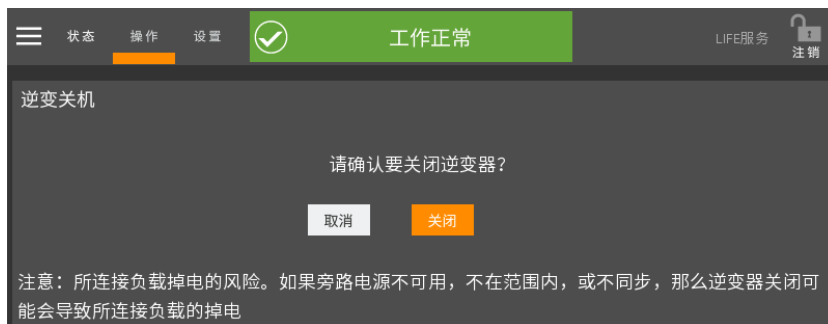 状态 操作 设置 工作正常 LIFE服务 注销
逆变关机
请确认要关闭逆变器？
取消 关闭
注意：所连接负载掉电的风险。如果旁路电源不可用，不在范围内，或不同步，那么逆变器关闭可
能会导致所连接负载的掉电